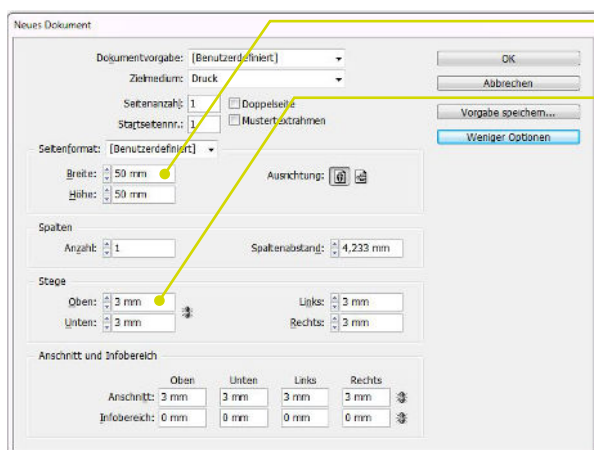 Neues Dokument
Dokumentvorgabe: [Benutzerdefiniert]
OK
Zielmedium: Druck
Abbrechen
Seitenanzahl: 1 Doppelseite
Vorgabe speichern...
Startseitennr.: 1 Mustertextrahmen
Weniger Optionen
Seitenformat: [Benutzerdefiniert]
Breite: 50 mm Ausrichtung:
Höhe: 50 mm
Spalten
Anzahl: 1 Spaltenabstand: 4,233 mm
Stege
Oben: 3 mm Links: 3 mm
Unten: 3 mm Rechts: 3 mm
Anschnitt und Infobereich
Oben Unten Links Rechts
Anschnitt: 3 mm 3 mm 3 mm 3 mm
Infobereich: 0 mm 0 mm 0 mm 0 mm